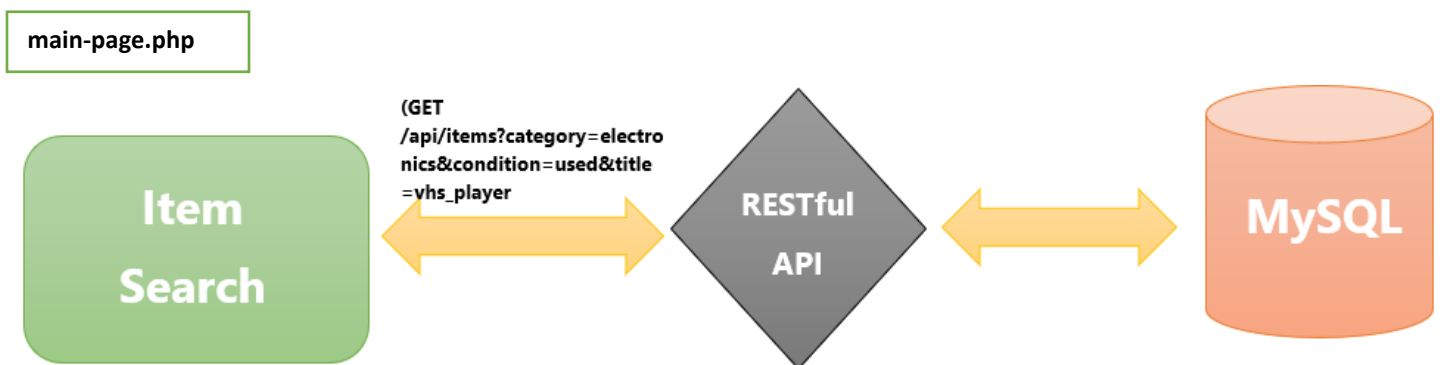 main-page.php
(GET
/api/items?category=electro
nics&condition=used&title
=vhs_player
Item
Search
RESTful
API
MySQL